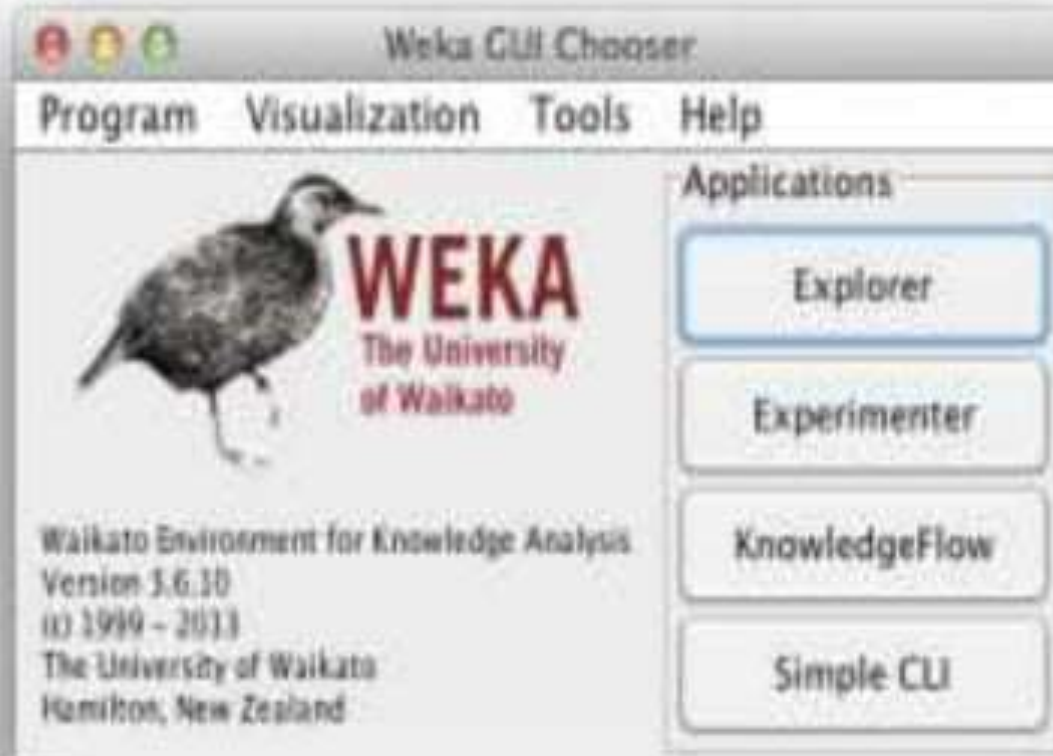 Weka GUI Chooser
Program Visualization Tools Help
WEKA
The University
of Waikato
Waikato Environment for Knowledge Analysis
Version 3.6.10
(c) 1999 – 2013
The University of Waikato
Hamilton, New Zealand
Applications
Explorer
Experimenter
KnowledgeFlow
Simple CLI